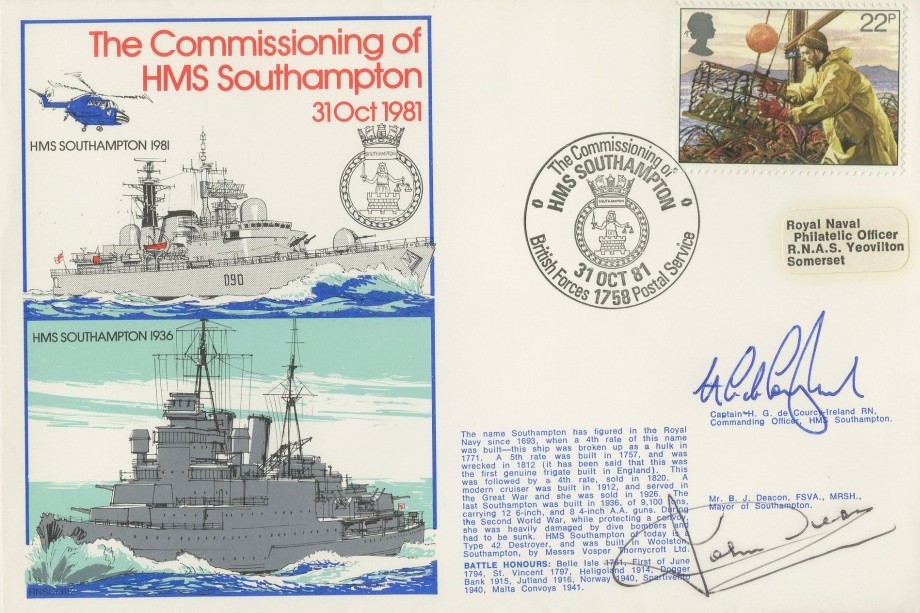 The Commissioning of
HMS Southampton
31 Oct 1981
HMS SOUTHAMPTON 1981
SOUTHAMPTON
D90
HMS SOUTHAMPTON 1936
22P
The Commissioning of
HMS SOUTHAMPTON
SOUTHAMPTON
31 OCT 81
British Forces 1758 Postal Service
Royal Naval
Philatelic Officer
R.N.A.S. Yeovilton
Somerset
Captain H. G. de Courcy-Ireland RN,
Commanding Officer, HMS Southampton.
The name Southampton has figured in the Royal
Navy since 1693, when a 4th rate of this name
was built—this ship was broken up as a hulk in
1771. A 5th rate was built in 1757, and was
wrecked in 1812 (it has been said that this was
the first genuine frigate built in England). This
was followed by a 4th rate, sold in 1820. A
modern cruiser was built in 1912, and served in
the Great War and she was sold in 1926. The
last Southampton was built in 1936, of 9,100 tons,
carrying 12 6-inch, and 8 4-inch A.A. guns. During
the Second World War, while protecting a convoy,
she was heavily damaged by dive bombers and
had to be sunk. HMS Southampton of today is a
Type 42 Destroyer, and was built in Woolston,
Southampton, by Messrs Vosper Thornycroft Ltd.
BATTLE HONOURS: Belle Isle 1761, First of June
1794, St. Vincent 1797, Heligoland 1914, Dogger
Bank 1915, Jutland 1916, Norway 1940, Spartivento
1940, Malta Convoys 1941.
Mr. B. J. Deacon, FSVA., MRSH.,
Mayor of Southampton.
John Deacon